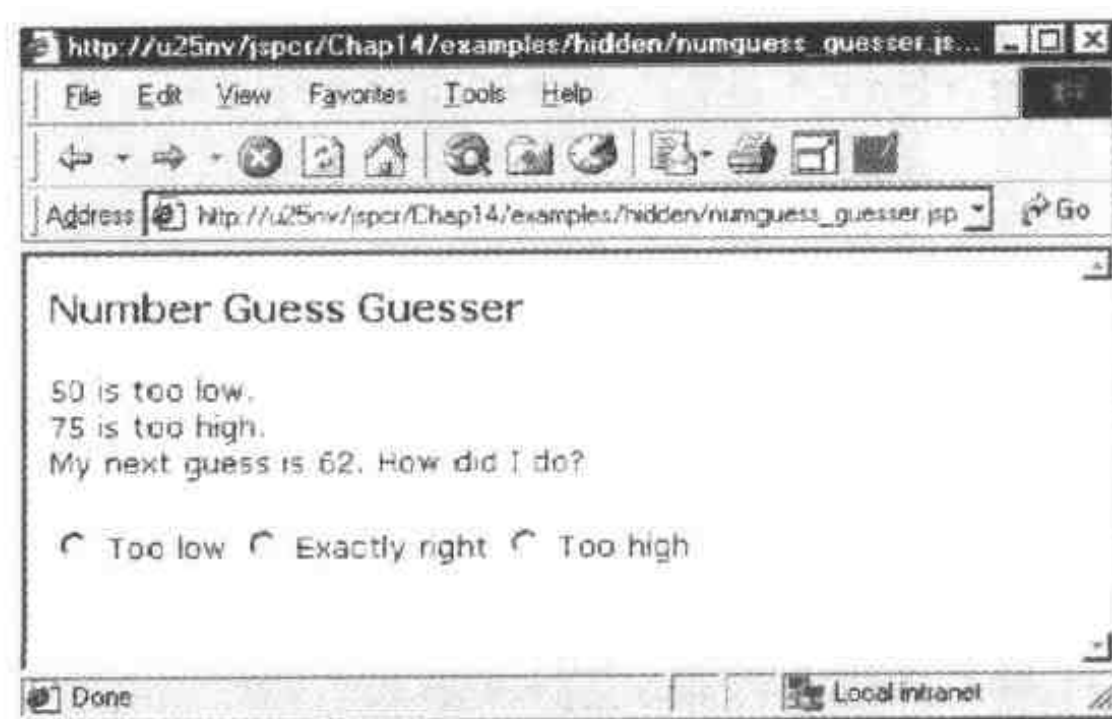 http://u25nv/jspcr/Chap14/examples/hidden/numguess_guesser.js...
File Edit View Favorites Tools Help
Address http://u25nv/jspcr/Chap14/examples/hidden/numguess_guesser.jsp Go
Number Guess Guesser
50 is too low.
75 is too high.
My next guess is 62. How did I do?
Too low Exactly right Too high
Done Local intranet